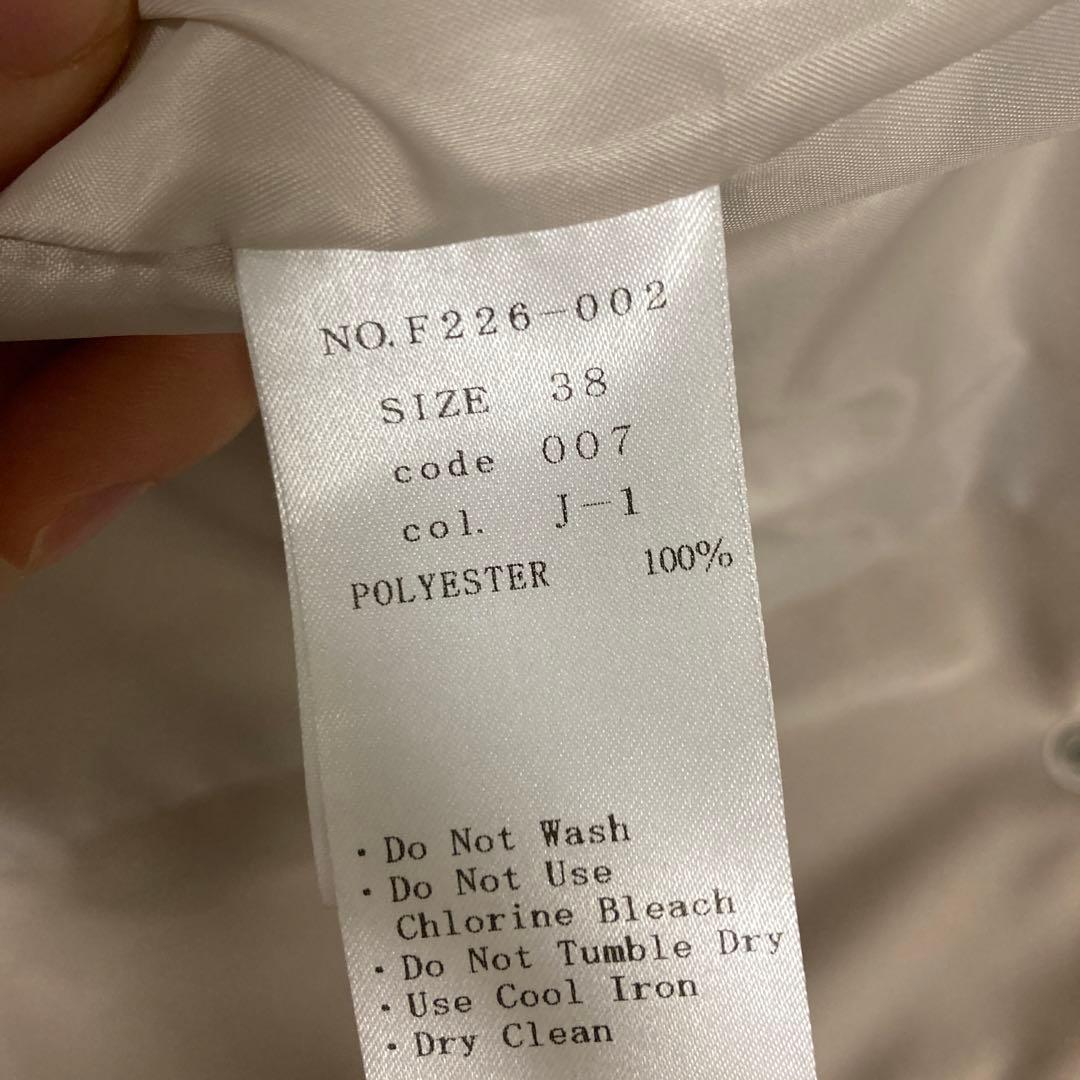 NO.F226-002
SIZE 38
code 007
col. J-1
POLYESTER 100%
・Do Not Wash
・Do Not Use
Chlorine Bleach
・Do Not Tumble Dry
・Use Cool Iron
・Dry Clean